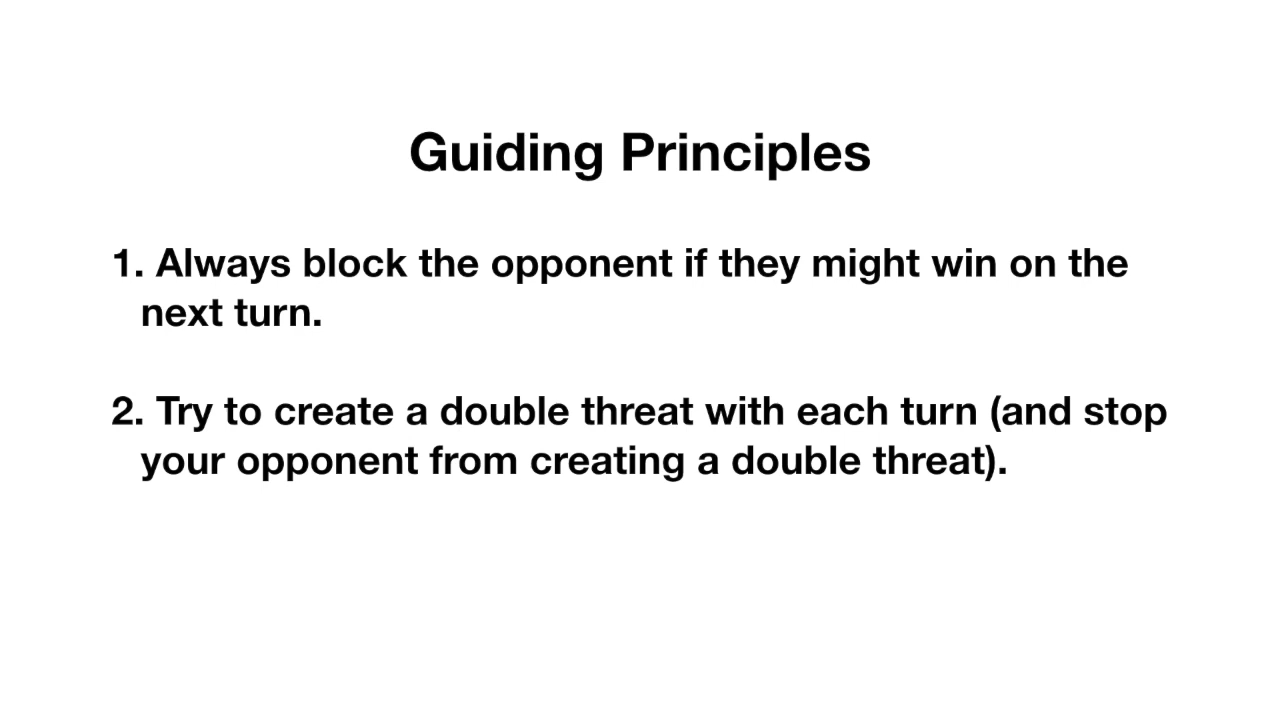 Guiding Principles
1. Always block the opponent if they might win on the
next turn.
2. Try to create a double threat with each turn (and stop
your opponent from creating a double threat).